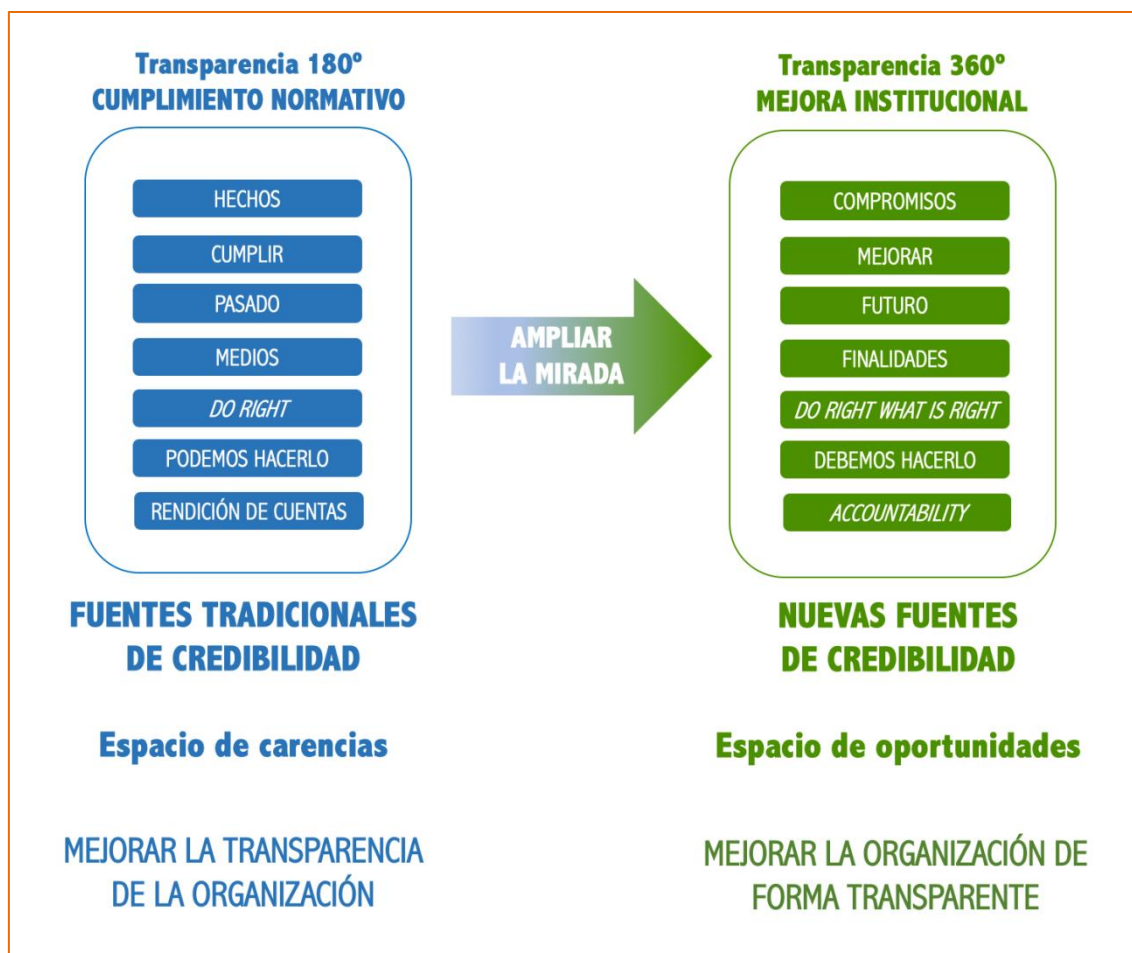 Transparencia 180º
CUMPLIMIENTO NORMATIVO
HECHOS
CUMPLIR
PASADO
MEDIOS
DO RIGHT
PODEMOS HACERLO
RENDICIÓN DE CUENTAS
FUENTES TRADICIONALES
DE CREDIBILIDAD
Espacio de carencias
MEJORAR LA TRANSPARENCIA
DE LA ORGANIZACIÓN
AMPLIAR
LA MIRADA
Transparencia 360º
MEJORA INSTITUCIONAL
COMPROMISOS
MEJORAR
FUTURO
FINALIDADES
DO RIGHT WHAT IS RIGHT
DEBEMOS HACERLO
ACCOUNTABILITY
NUEVAS FUENTES
DE CREDIBILIDAD
Espacio de oportunidades
MEJORAR LA ORGANIZACIÓN DE
FORMA TRANSPARENTE